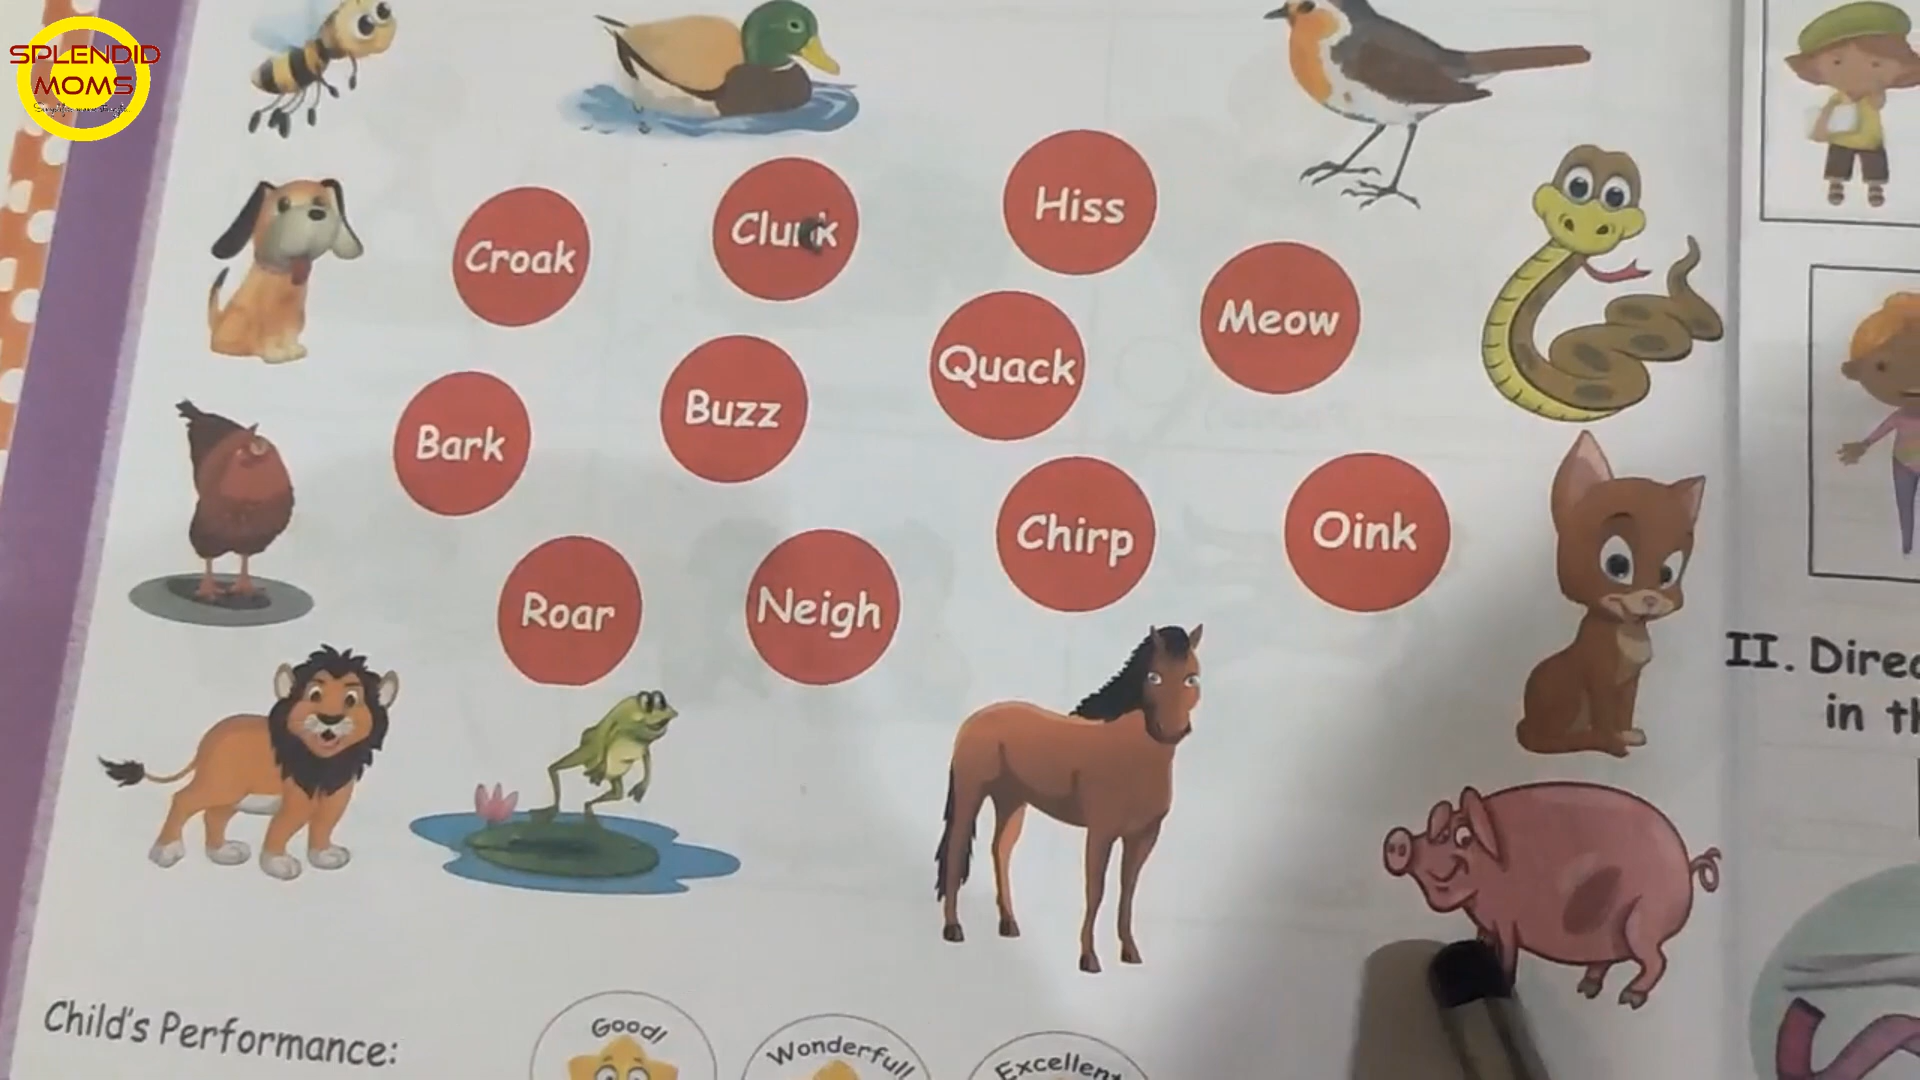 SPLENDID
MOMS
Hiss
Clunk
Croak
Meow
Quack
Buzz
Bark
Chirp
Oink
Roar
Neigh
II. Direc
in th
Child's Performance:
Good!
Wonderful!
Excellent